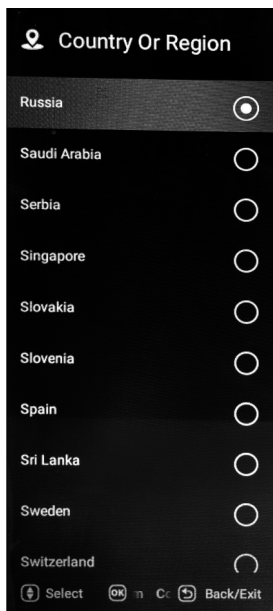 Country Or Region
Russia
Saudi Arabia
Serbia
Singapore
Slovakia
Slovenia
Spain
Sri Lanka
Sweden
Switzerland
Select OK Back/Exit